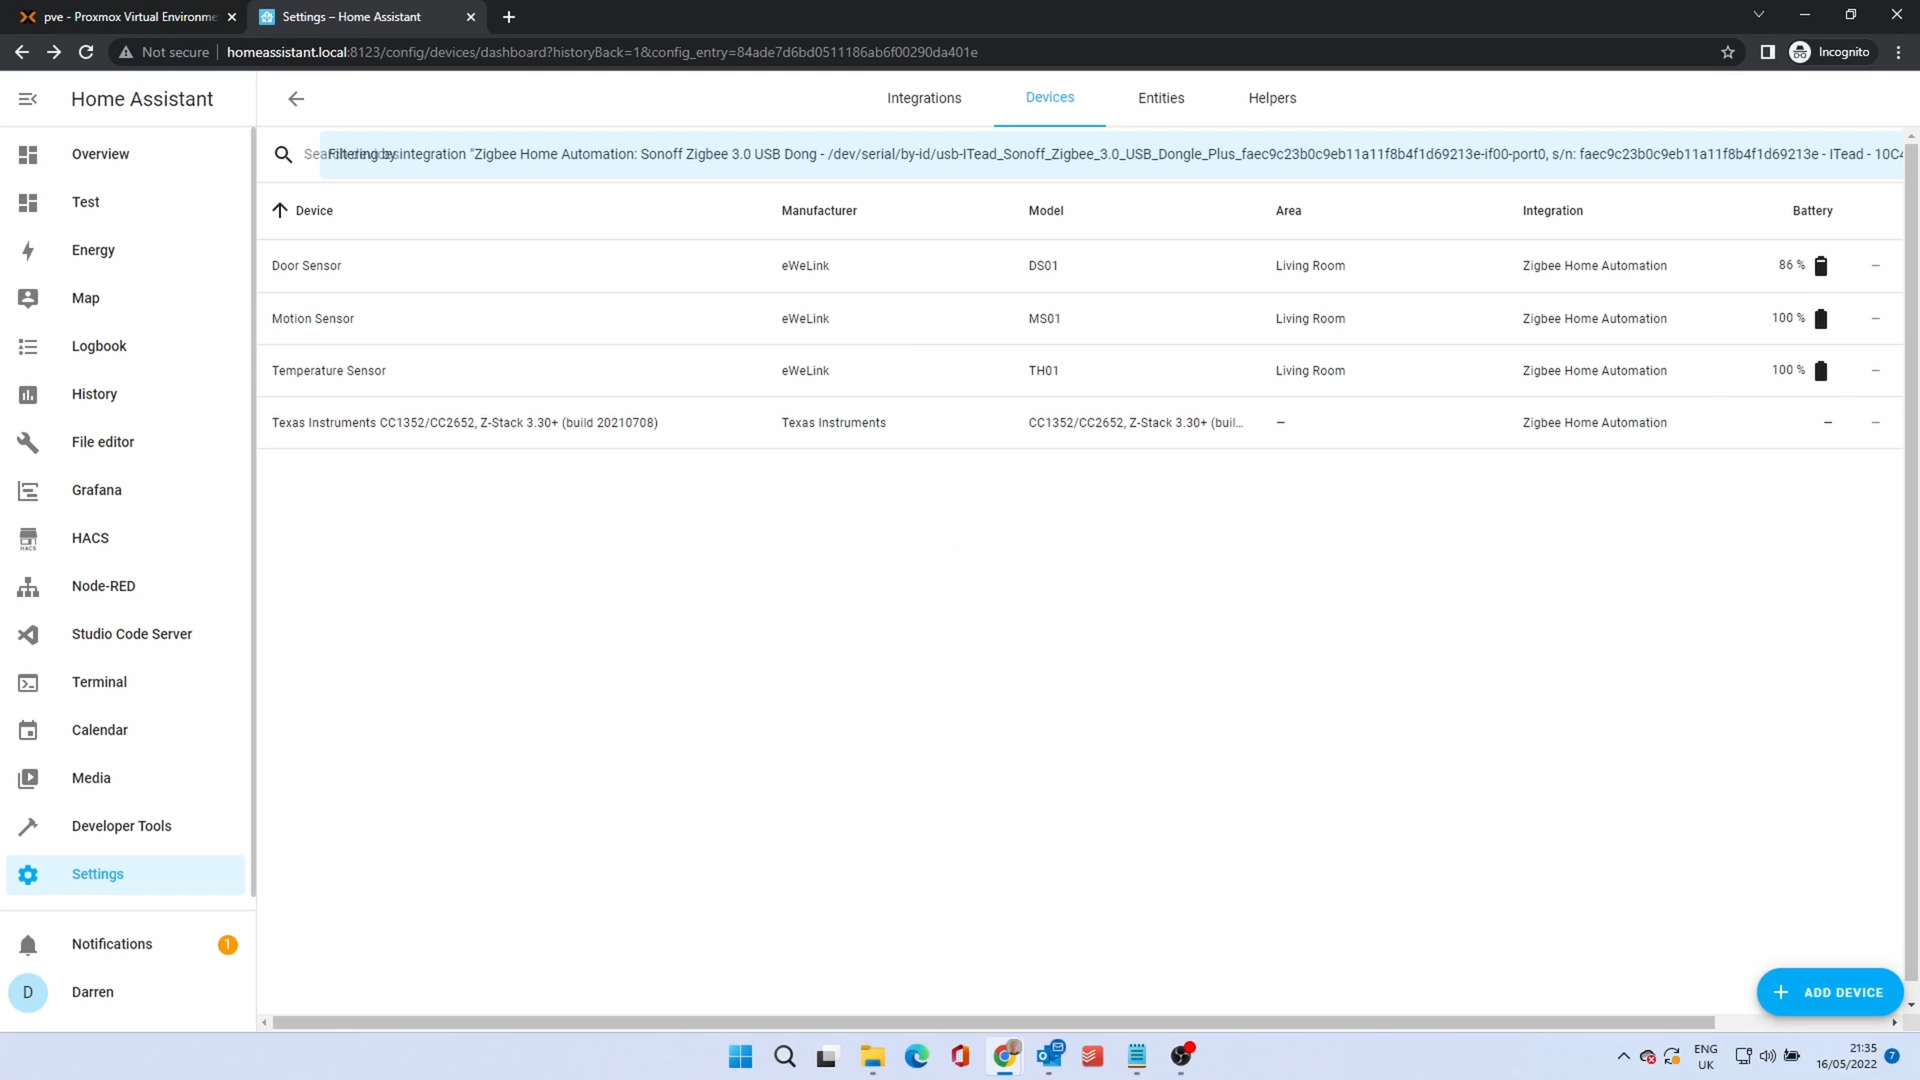 pve - Proxmox Virtual Environme
Settings – Home Assistant
Not secure
homeassistant.local:8123/config/devices/dashboard?historyBack=1&config_entry=84ade7d6bd0511186ab6f00290da401e
Incognito
Home Assistant
Integrations
Devices
Entities
Helpers
Overview
Test
Energy
Map
Logbook
History
File editor
Grafana
HACS
HACS
Node-RED
Studio Code Server
Terminal
Calendar
Media
Developer Tools
Settings
Notifications
1
D
Darren
Filtering by integration "Zigbee Home Automation: Sonoff Zigbee 3.0 USB Dong - /dev/serial/by-id/usb-ITead_Sonoff_Zigbee_3.0_USB_Dongle_Plus_faec9c23b0c9eb11a11f8b4f1d69213e-if00-port0, s/n: faec9c23b0c9eb11a11f8b4f1d69213e - ITead - 10C4
Device Manufacturer Model Area Integration Battery
Door Sensor eWeLink DS01 Living Room Zigbee Home Automation 86 % –
Motion Sensor eWeLink MS01 Living Room Zigbee Home Automation 100 % –
Temperature Sensor eWeLink TH01 Living Room Zigbee Home Automation 100 % –
Texas Instruments CC1352/CC2652, Z-Stack 3.30+ (build 20210708) Texas Instruments CC1352/CC2652, Z-Stack 3.30+ (buil... – Zigbee Home Automation – –
ADD DEVICE
ENG
UK
21:35
16/05/2022
7